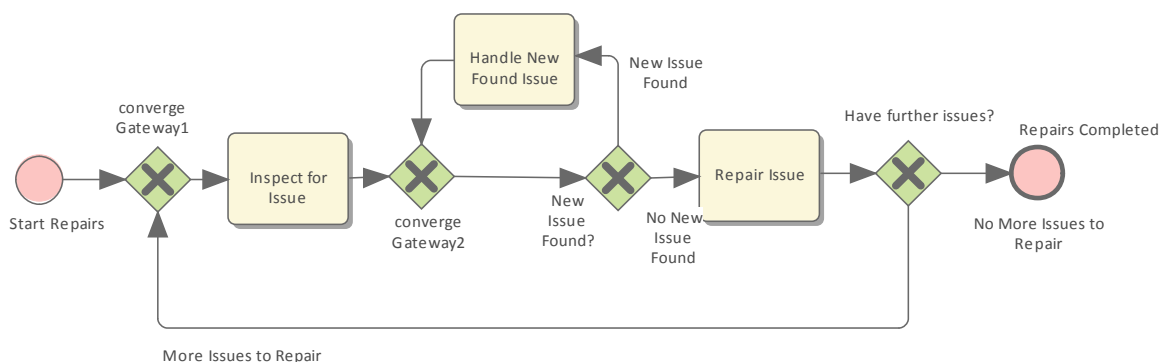 converge
Gateway1
Start Repairs
Inspect for
Issue
Handle New
Found Issue
converge
Gateway2
New Issue
Found
New
Issue
Found?
No New
Issue
Found
Repair Issue
Have further issues?
Repairs Completed
No More Issues to
Repair
More Issues to Repair